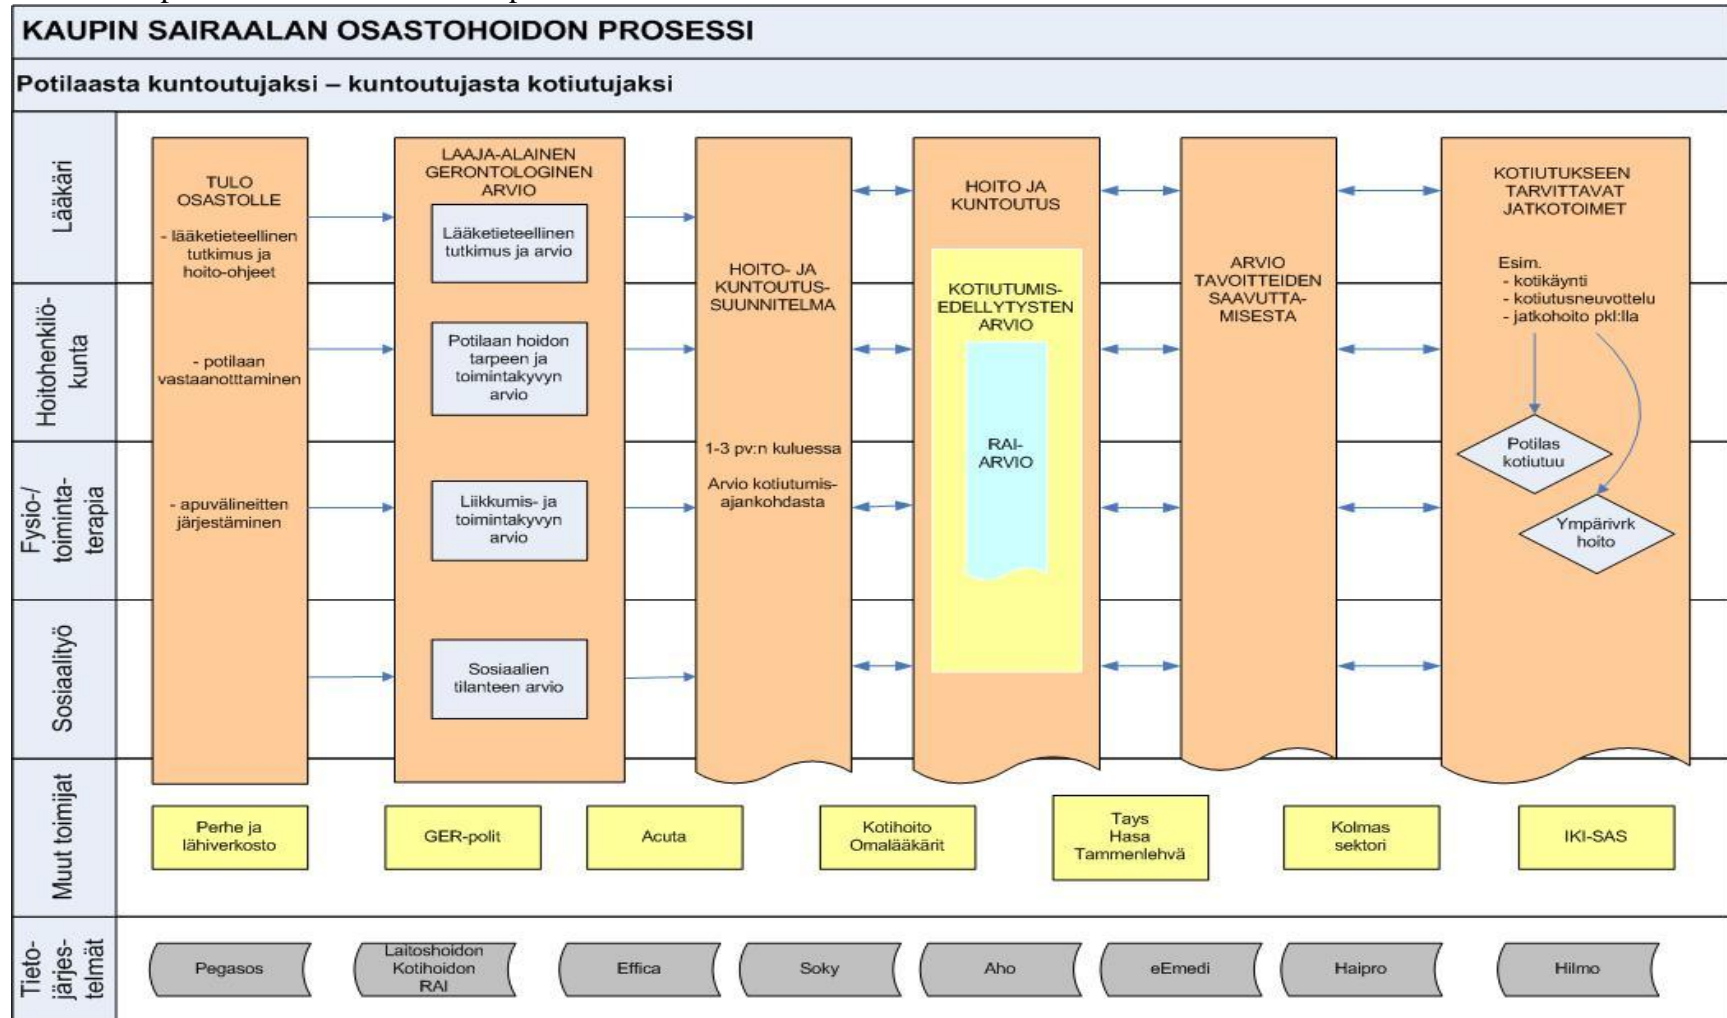 KAUPIN SAIRAALAN OSASTOHOIDON PROSESSI
Potilaasta kuntoutujaksi – kuntoutujasta kotiutujaksi
Lääkäri
Hoitohenkilö-
kunta
Fysio-/
toiminta-
terapia
Sosiaalityö
Muut toimijat
Tieto-
järjes-
telmät
TULO
OSASTOLLE
- lääketieteellinen
tutkimus ja
hoito-ohjeet
- potilaan
vastaanottaminen
- apuvälineitten
järjestäminen
LAAJA-ALAINEN
GERONTOLOGINEN
ARVIO
Lääketieteellinen
tutkimus ja arvio
Potilaan hoidon
tarpeen ja
toimintakyvyn
arvio
Liikkumis- ja
toimintakyvyn
arvio
Sosiaalien
tilanteen arvio
HOITO- JA
KUNTOUTUS-
SUUNNITELMA
1-3 pv:n kuluessa
Arvio kotiutumis-
ajankohdasta
HOITO JA
KUNTOUTUS
KOTIUTUMIS-
EDELLYTYSTEN
ARVIO
RAI-
ARVIO
ARVIO
TAVOITTEIDEN
SAAVUTTA-
MISESTA
KOTIUTUKSEEN
TARVITTAVAT
JATKOTOIMET
Esim.
- kotikäynti
- kotiutusneuvottelu
- jatkohoito pkl:lla
Potilas
kotiutuu
Ympärivrk
hoito
Perhe ja
lähiverkosto
GER-polit
Acuta
Kotihoito
Omalääkärit
Tays
Hasa
Tammenlehvä
Kolmas
sektori
IKI-SAS
Pegasos
Laitoshoidon
Kotihoidon
RAI
Effica
Soky
Aho
eEmedi
Haipro
Hilmo